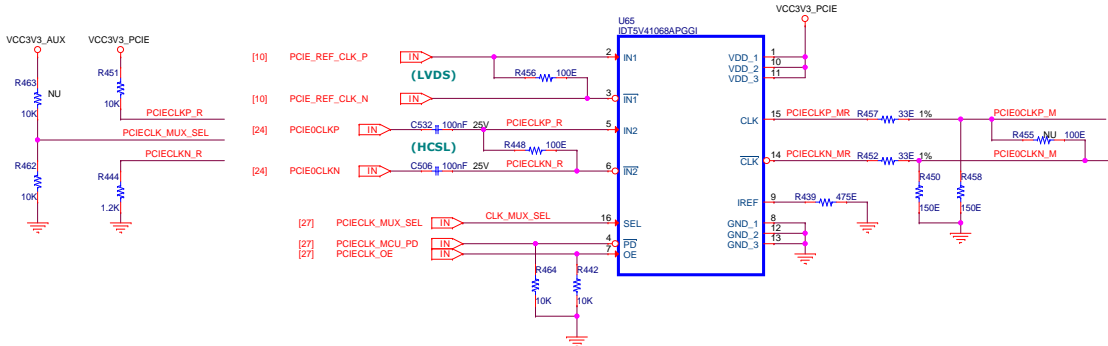 VCC3V3_AUX
VCC3V3_PCIE
R463
NU
10K
R451
10K
PCIECLKP_R
PCIECLK_MUX_SEL
PCIECLKN_R
R462
10K
R444
1.2K
[10] PCIE_REF_CLK_P IN
(LVDS)
R456 100E
[10] PCIE_REF_CLK_N IN
[24] PCIE0CLKP IN C532 100nF 25V PCIECLKP_R
(HCSL)
R448 100E
[24] PCIE0CLKN IN C506 100nF 25V PCIECLKN_R
[27] PCIECLK_MUX_SEL IN CLK_MUX_SEL
[27] PCIECLK_MCU_PD IN
[27] PCIECLK_OE IN
R464
10K
R442
10K
U65
IDT5V41068APGGI
2 IN1
3 IN1
5 IN2
6 IN2
16 SEL
4 PD
7 OE
VCC3V3_PCIE
VDD_1 1
VDD_2 10
VDD_3 11
CLK 15 PCIECLKP_MR R457 33E 1% PCIE0CLKP_M
R455 NU 100E
CLK 14 PCIECLKN_MR R452 33E 1% PCIE0CLKN_M
R450
150E
R458
150E
IREF 9 R439 475E
GND_1 8
GND_2 12
GND_3 13